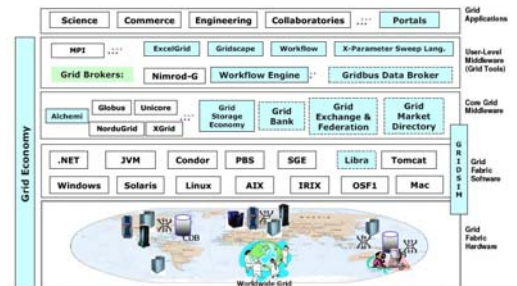 Science Commerce Engineering Collaboratories Portals
Grid Applications
MPI ExcelGrid Gridscape Workflow X-Parameter Sweep Lang.
Grid Brokers: Nimrod-G Workflow Engine Gridbus Data Broker
User-Level
Middleware
(Grid Tools)
Globus Unicore
Alchemi
NorduGrid XGrid
Grid Storage Economy
Grid Bank
Grid Exchange & Federation
Grid Market Directory
Core Grid
Middleware
.NET JVM Condor PBS SGE Libra Tomcat
Windows Solaris Linux AIX IRIX OSF1 Mac
GRIDSIM
Grid
Fabric
Software
Grid Economy
CDB
Worldwide Grid
Grid
Fabric
Hardware